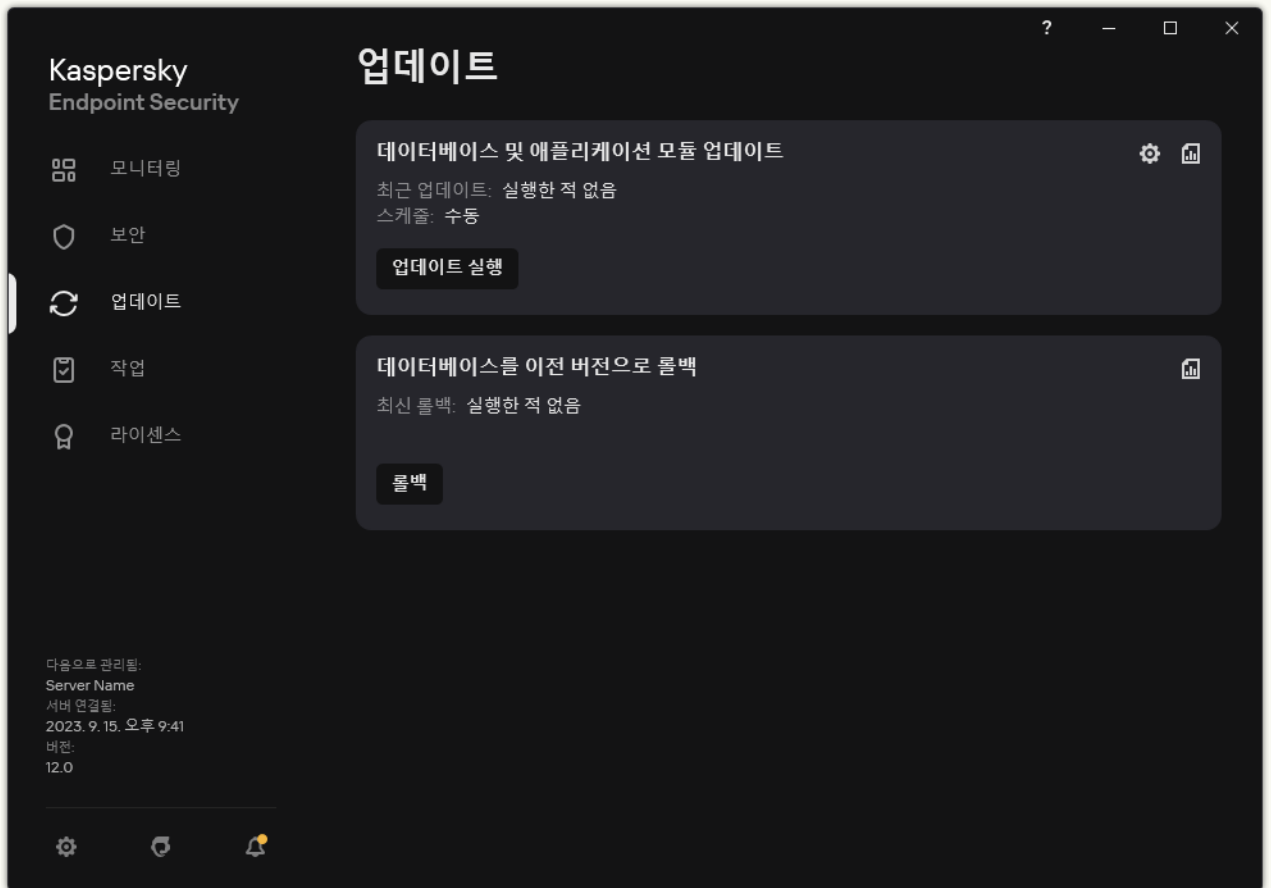 Kaspersky
Endpoint Security
모니터링
보안
업데이트
작업
라이센스
다음으로 관리됨:
Server Name
서버 연결됨:
2023. 9. 15. 오후 9:41
버전:
12.0
?
업데이트
데이터베이스 및 애플리케이션 모듈 업데이트
최근 업데이트: 실행한 적 없음
스케줄: 수동
업데이트 실행
데이터베이스를 이전 버전으로 롤백
최신 롤백: 실행한 적 없음
롤백